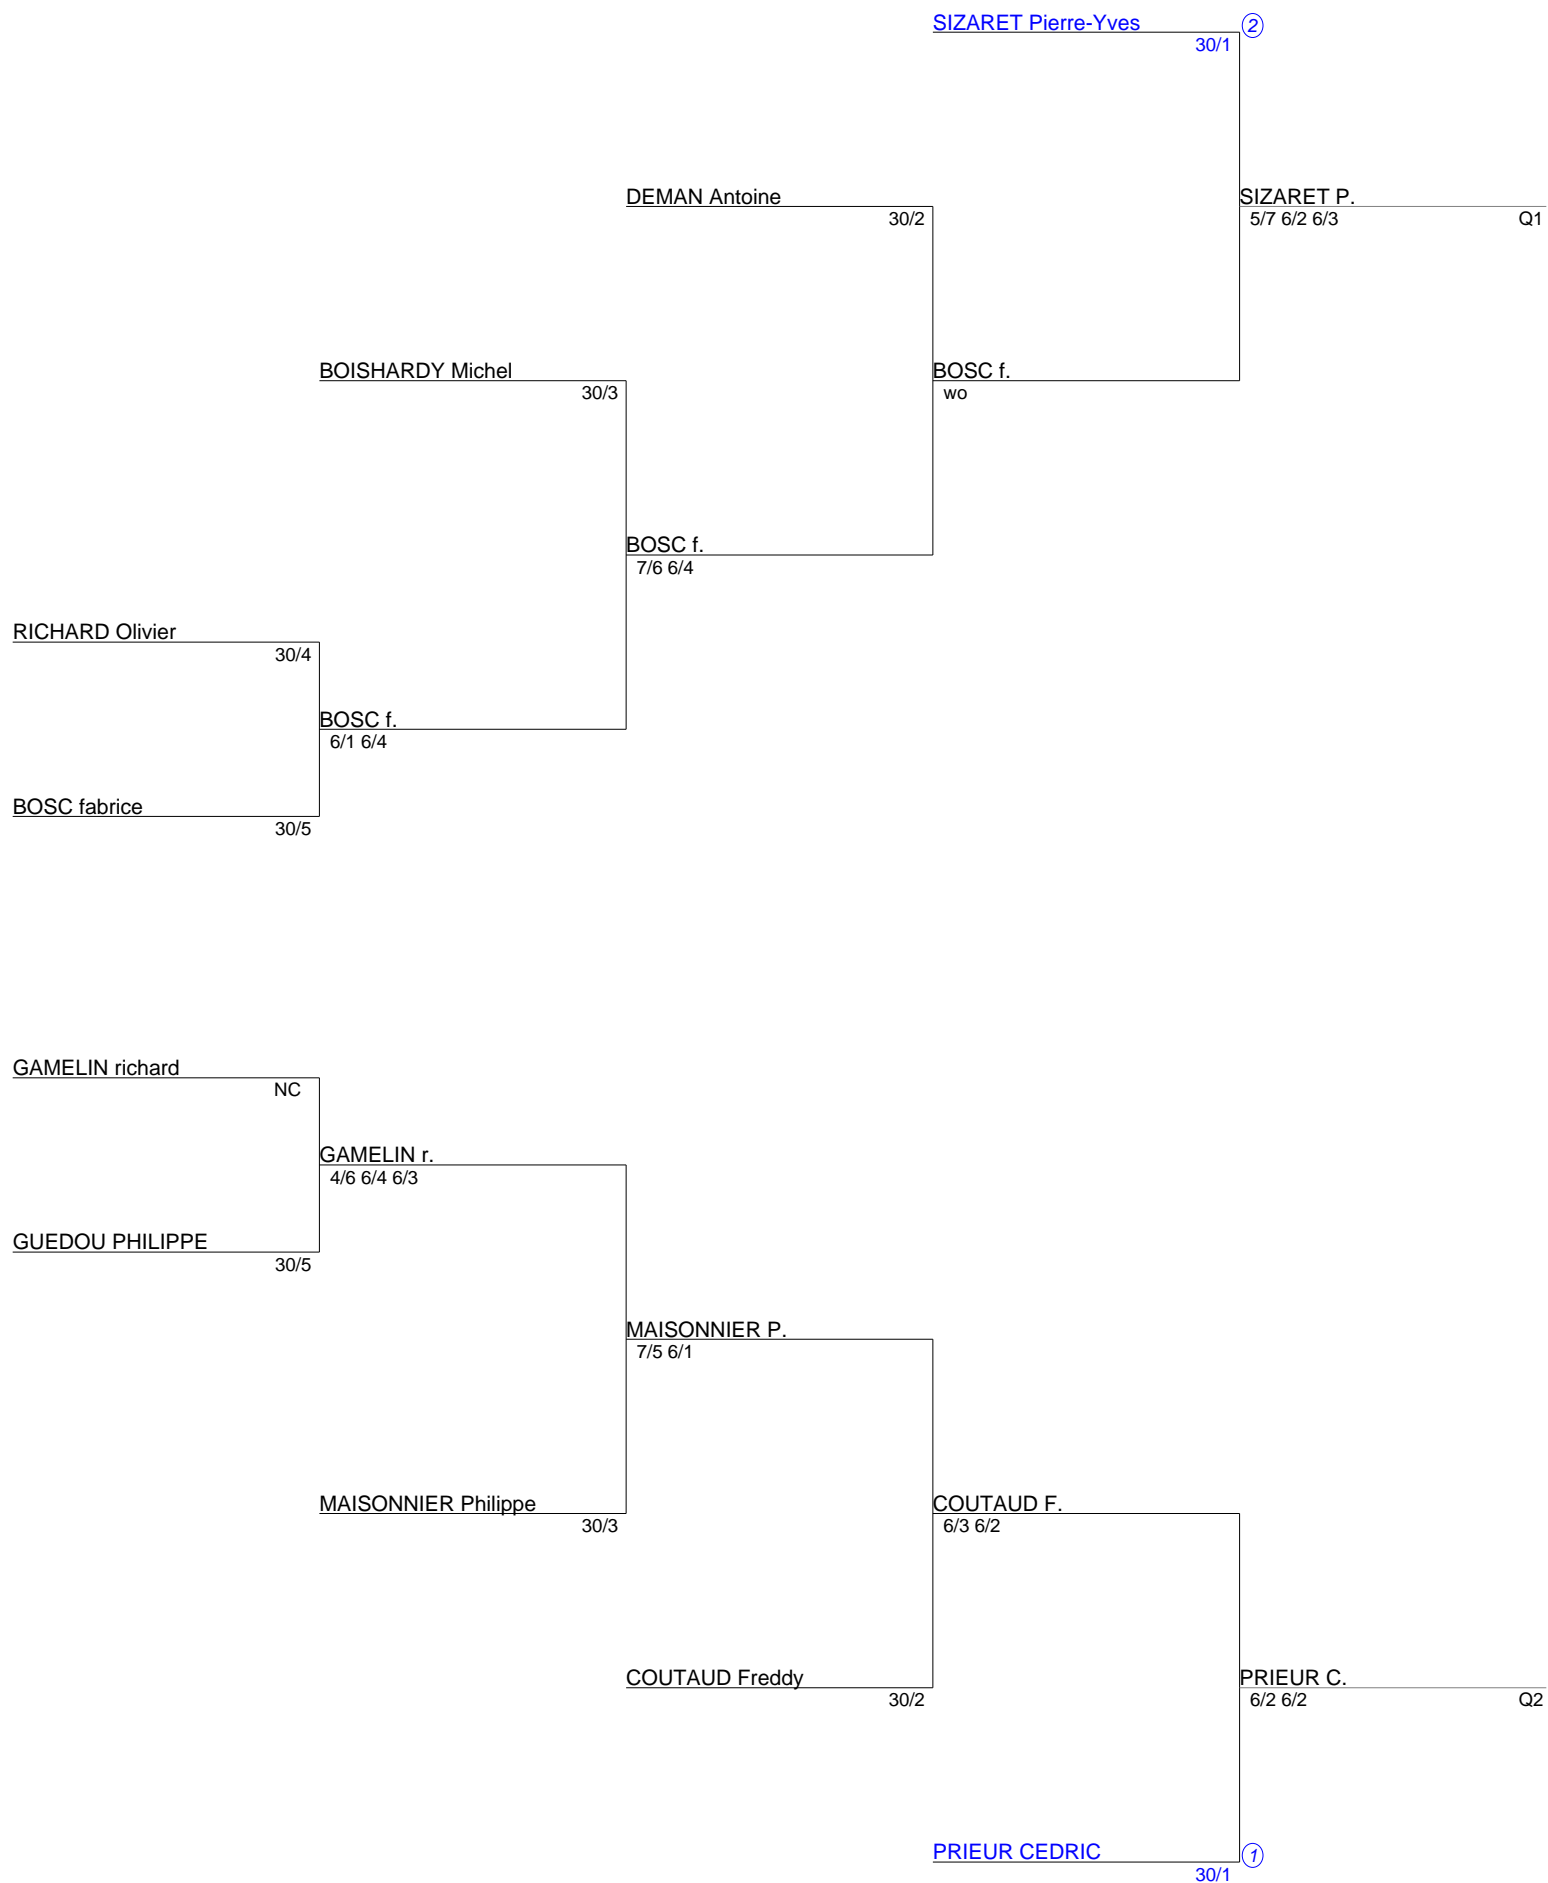 SIZARET Pierre-Yves 2
30/1
DEMAN Antoine
30/2
SIZARET P.
5/7 6/2 6/3 Q1
BOISHARDY Michel
30/3
BOSC f.
wo
BOSC f.
7/6 6/4
RICHARD Olivier
30/4
BOSC f.
6/1 6/4
BOSC fabrice
30/5
GAMELIN richard
NC
GAMELIN r.
4/6 6/4 6/3
GUEDOU PHILIPPE
30/5
MAISONNIER P.
7/5 6/1
MAISONNIER Philippe
30/3
COUTAUD F.
6/3 6/2
COUTAUD Freddy
30/2
PRIEUR C.
6/2 6/2 Q2
PRIEUR CEDRIC 1
30/1